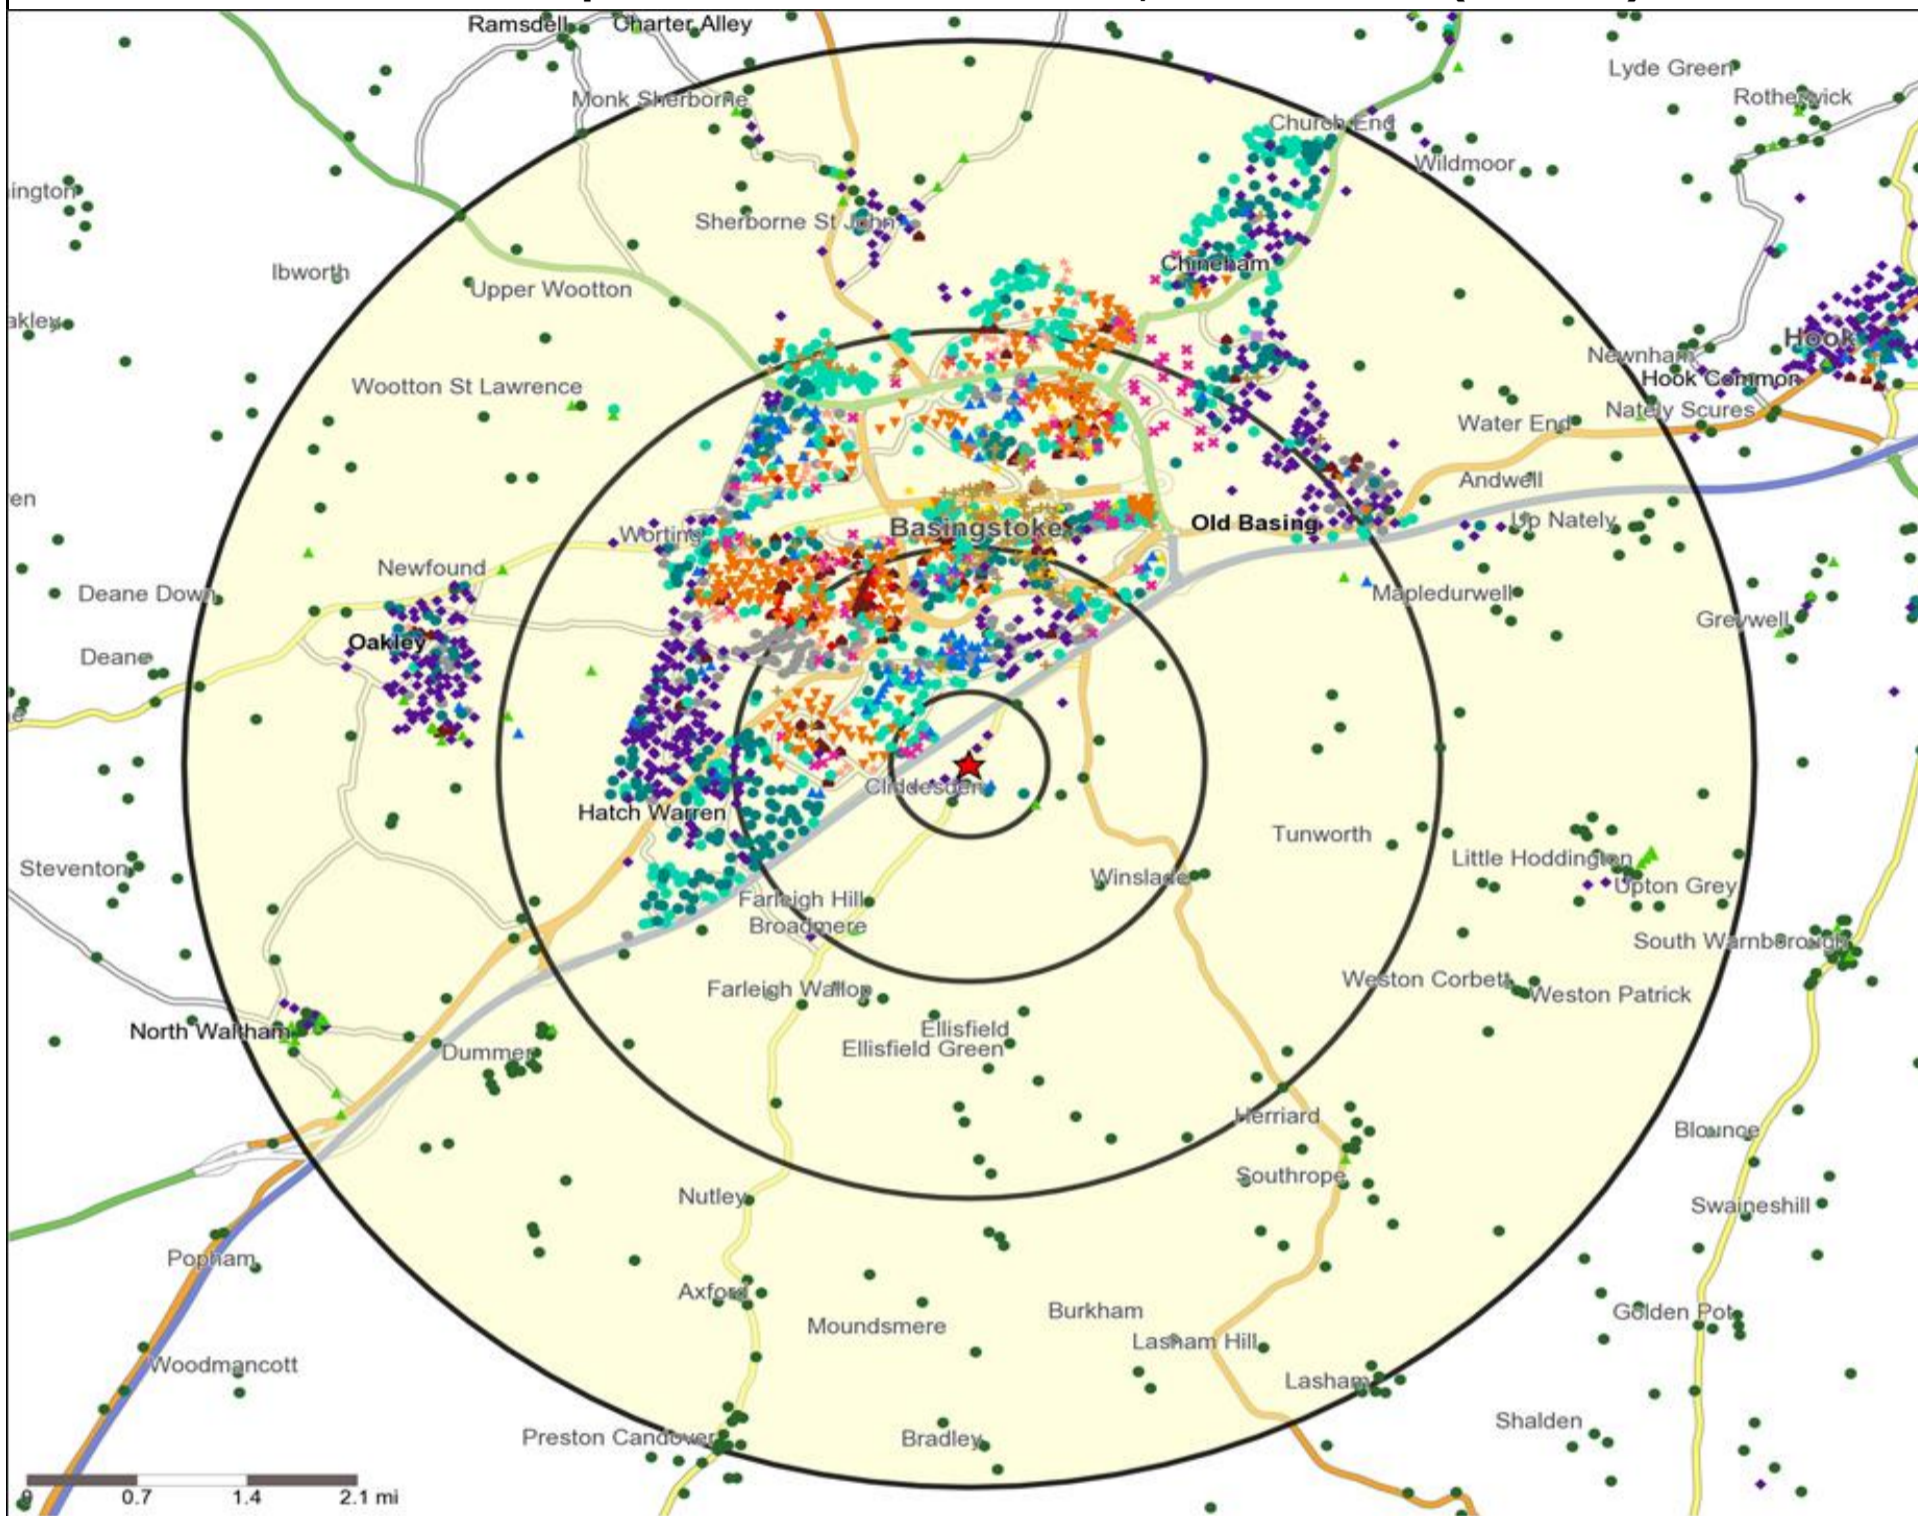 Ramsdell
Charter Alley
Lyde Green
Rotherwick
Monk Sherborne
Church End
Wildmoor
ington
Sherborne St John
Ibworth
Chineham
Upper Wootton
akley
Hook
Newnham
Hook Common
Wootton St Lawrence
Nately Scures
Water End
Andwell
en
Worting
Basingstoke
Old Basing
Up Nately
Newfound
Deane Down
Mapledurwell
Greywell
Oakley
Deane
Cliddesden
Hatch Warren
Tunworth
Steventon
Little Hoddington
Winslade
Upton Grey
Farleigh Hill
Broadmere
South Warnborough
Weston Corbett
Farleigh Wallop
Weston Patrick
North Waltham
Ellisfield
Dummer
Ellisfield Green
Herriard
Blounce
Southrope
Nutley
Swaineshill
Popham
Axford
Burkham
Golden Pot
Moundsmere
Lasham Hill
Woodmancott
Lasham
Shalden
Preston Candover
Bradley
0 0.7 1.4 2.1 mi